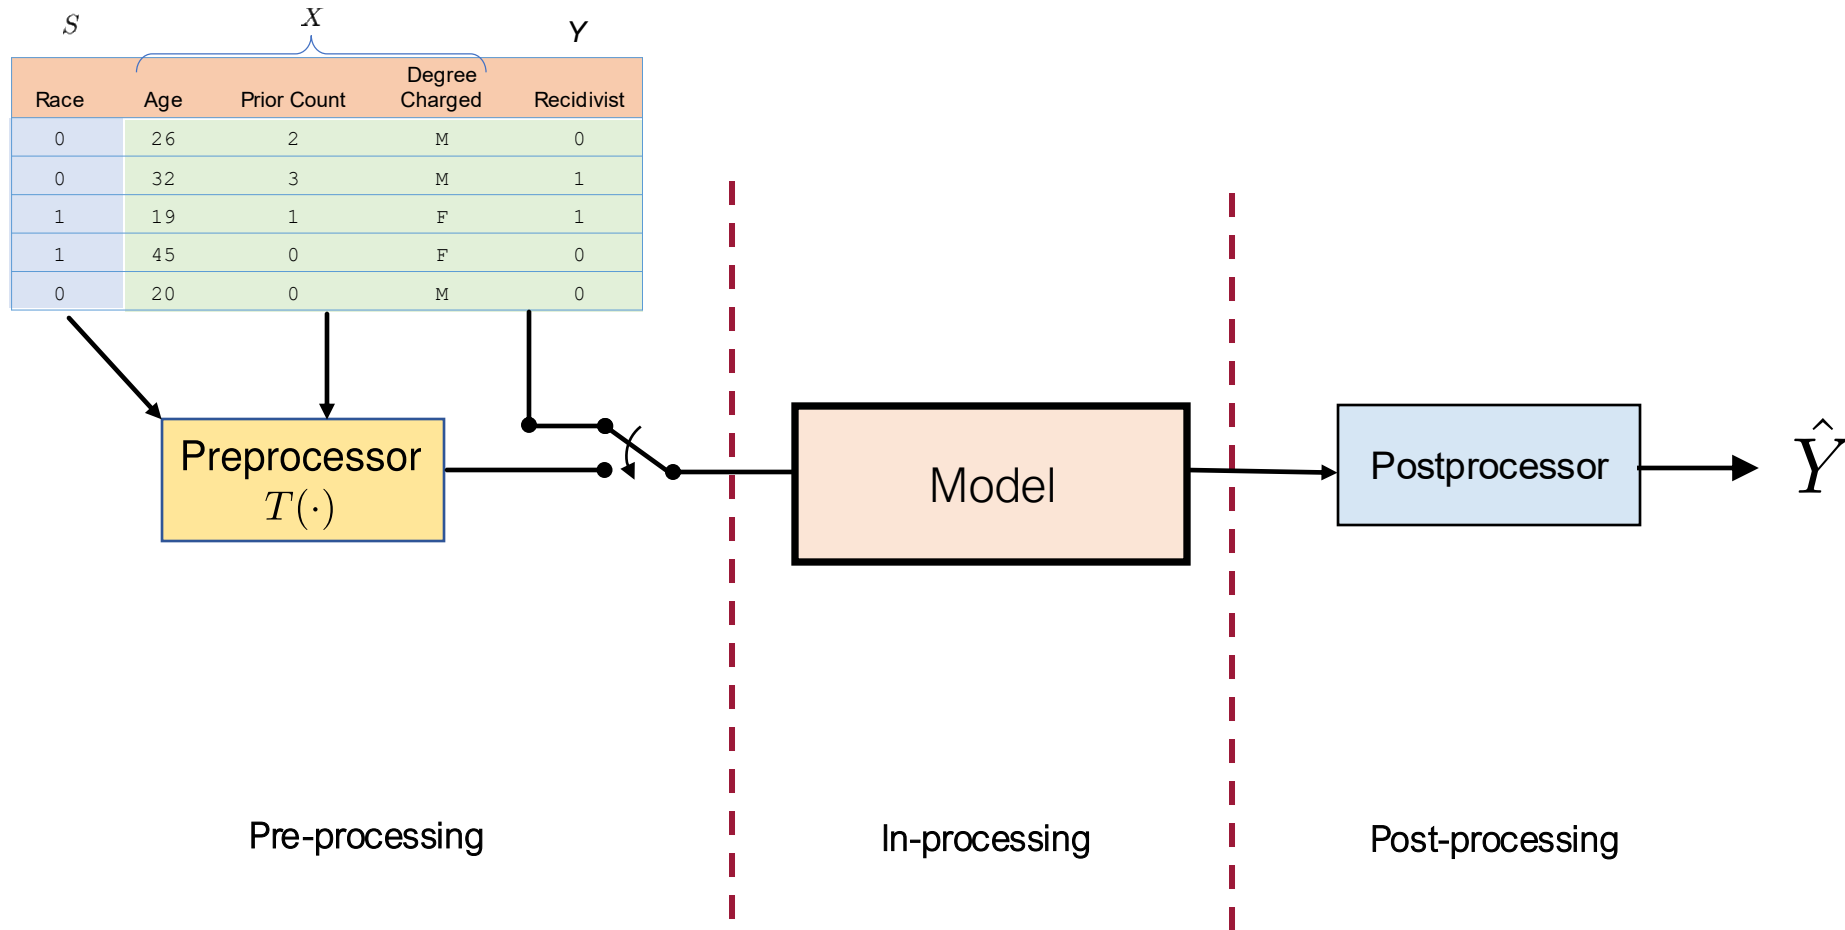 S X Y
Race Age Prior Count Degree Charged Recidivist
0 26 2 M 0
0 32 3 M 1
1 19 1 F 1
1 45 0 F 0
0 20 0 M 0
Preprocessor
T(·)
Model
Postprocessor
Ŷ
Pre-processing
In-processing
Post-processing